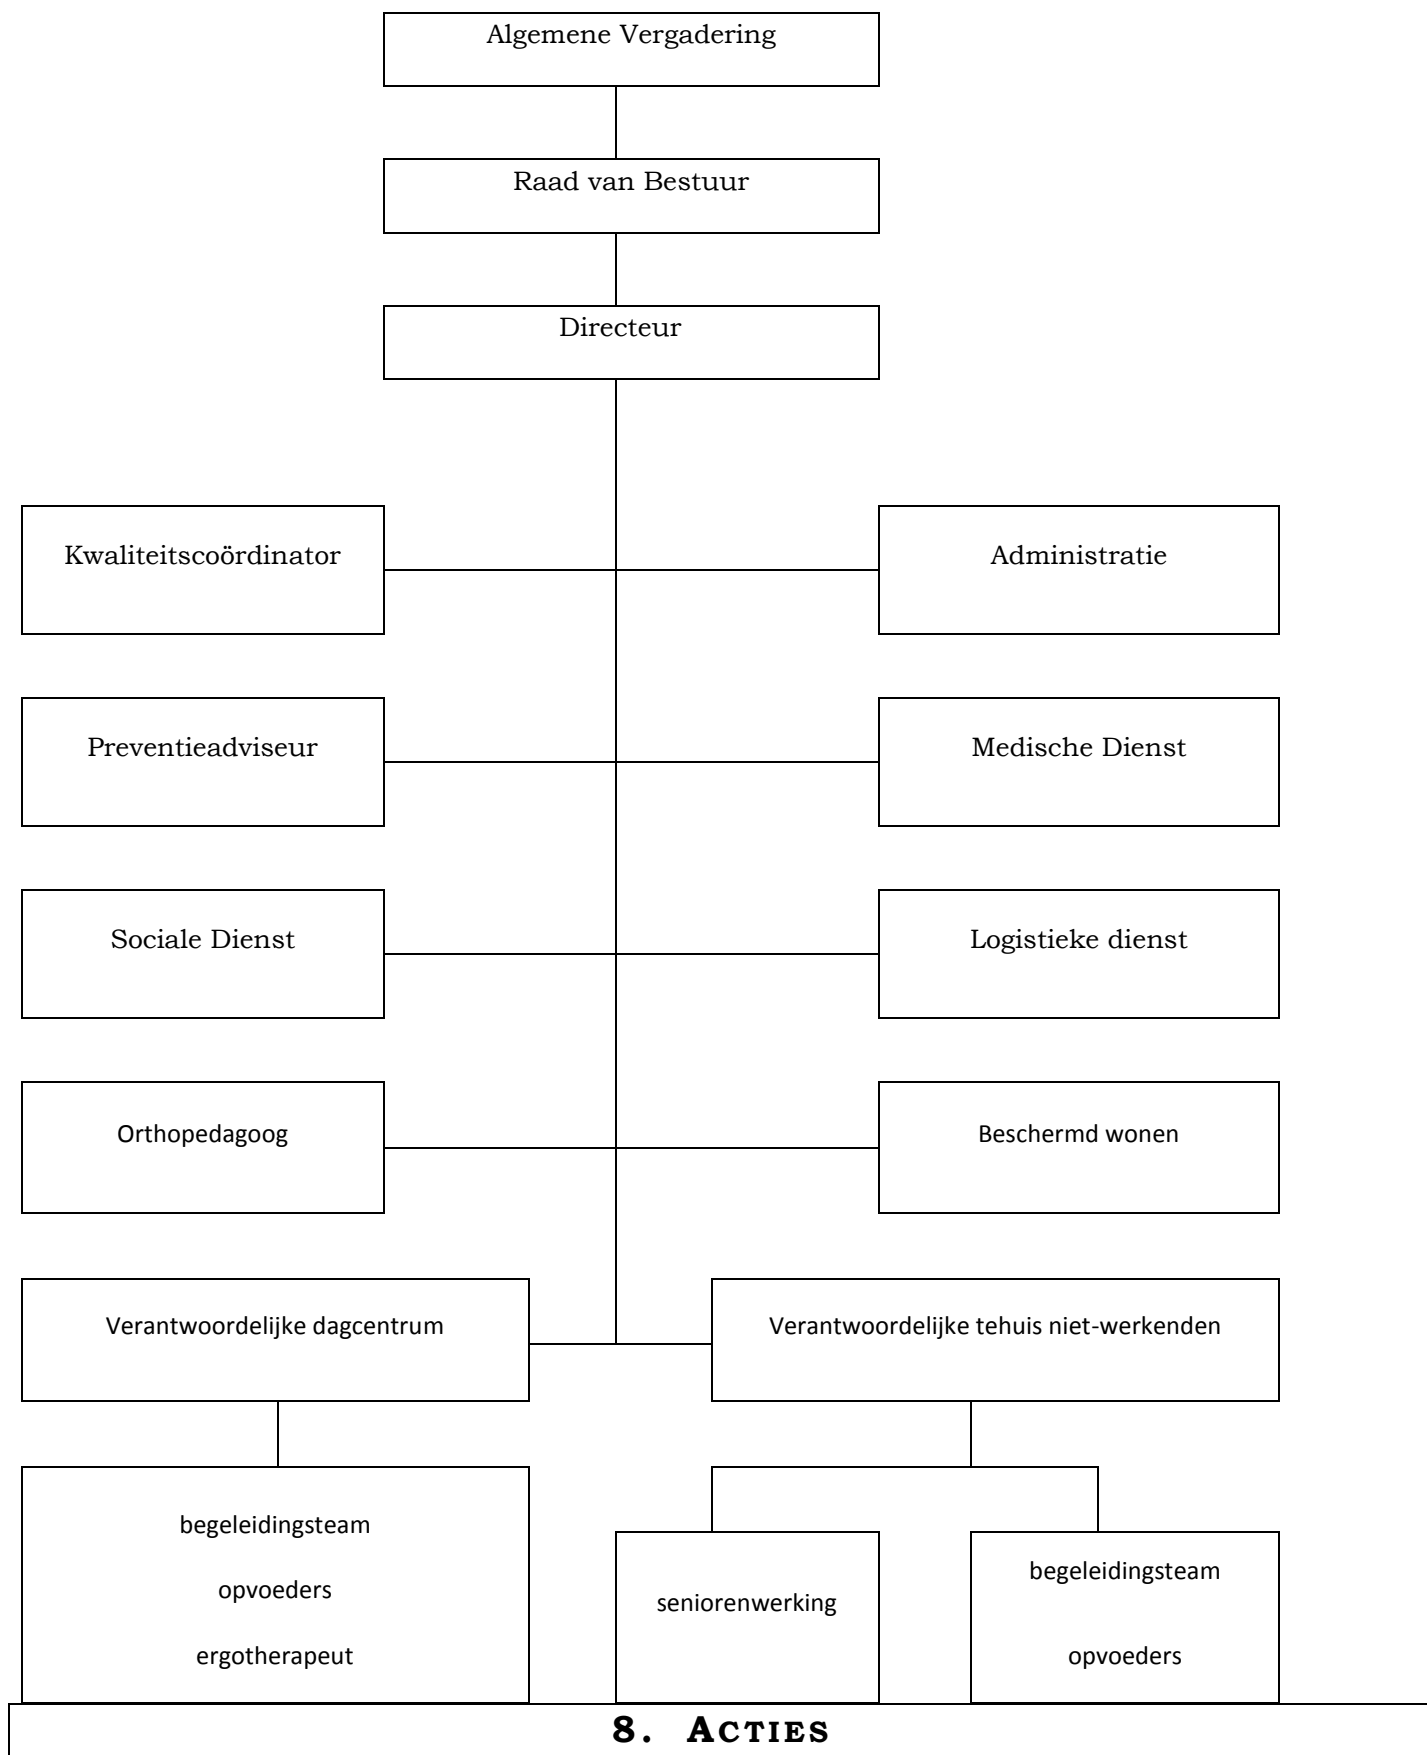 Algemene Vergadering
Raad van Bestuur
Directeur
Kwaliteitscoördinator
Administratie
Preventieadviseur
Medische Dienst
Sociale Dienst
Logistieke dienst
Orthopedagoog
Beschermd wonen
Verantwoordelijke dagcentrum
Verantwoordelijke tehuis niet-werkenden
begeleidingsteam
opvoeders
ergotherapeut
seniorenwerking
begeleidingsteam
opvoeders
8. ACTIES